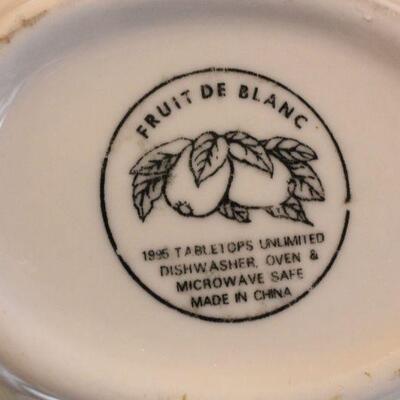 FRUIT DE BLANC
1995 TABLETOPS UNLIMITED
DISHWASHER, OVEN &
MICROWAVE SAFE
MADE IN CHINA